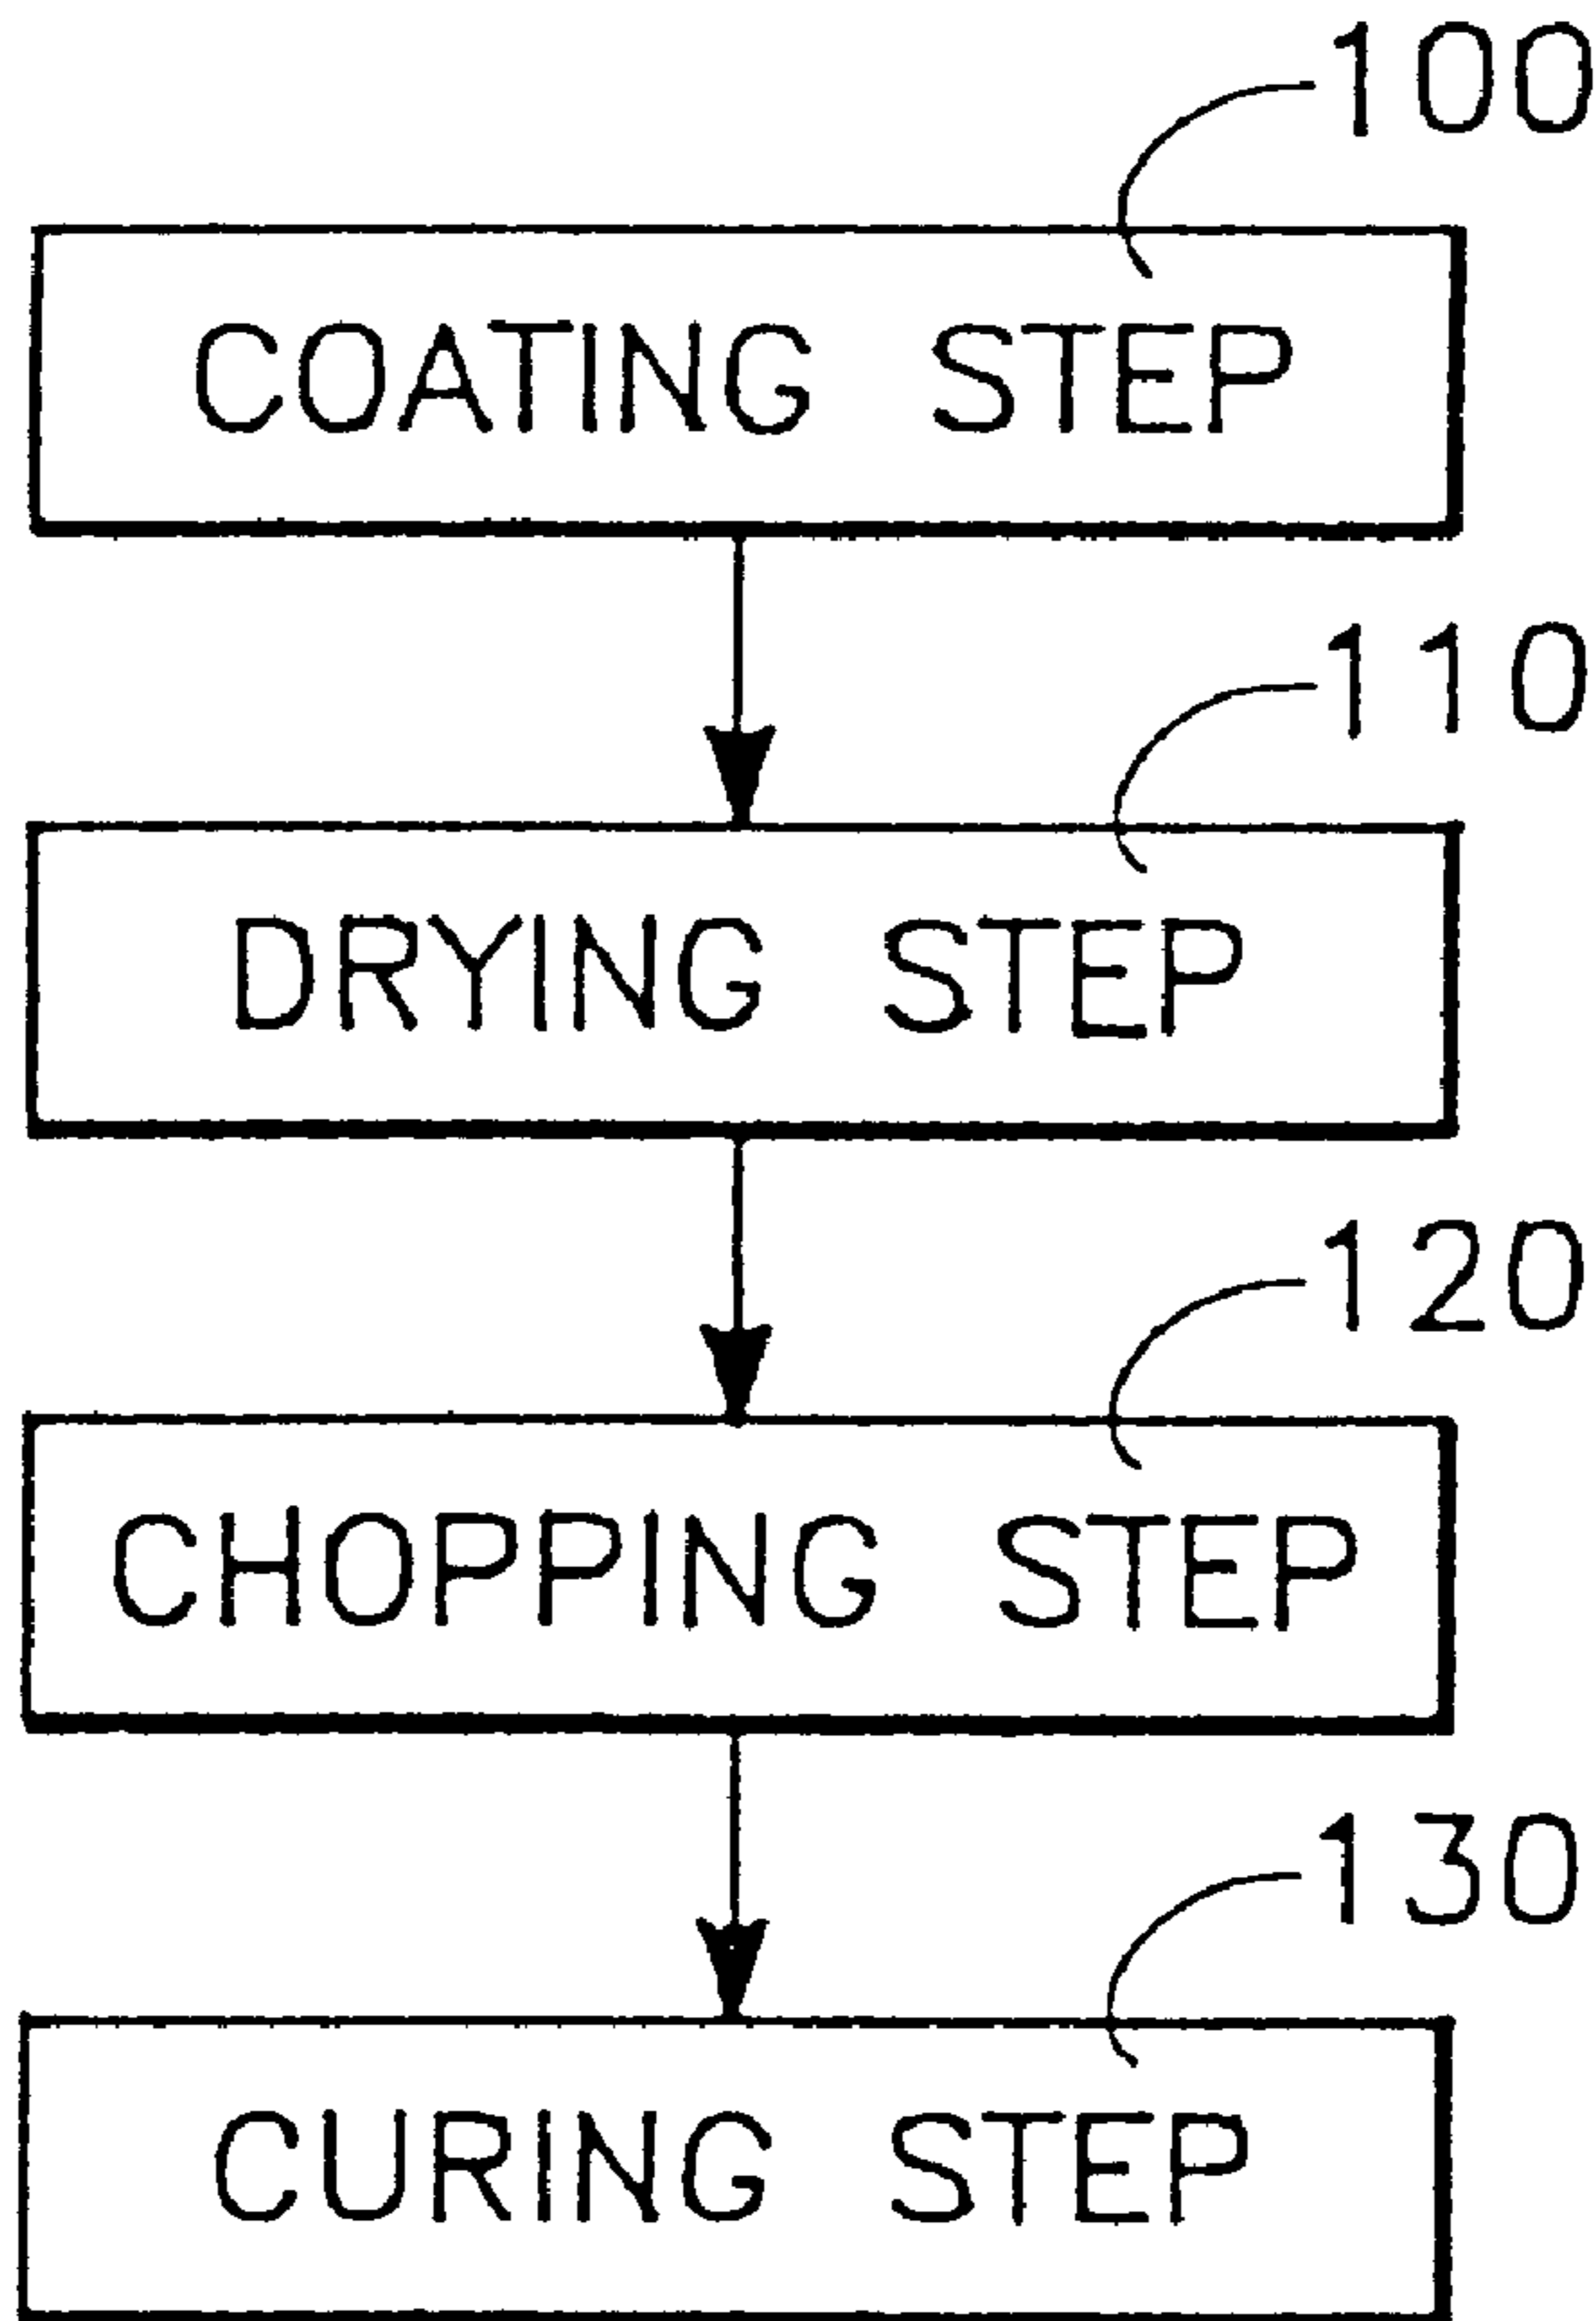 100
COATING STEP
110
DRYING STEP
120
CHOPPING STEP
130
CURING STEP